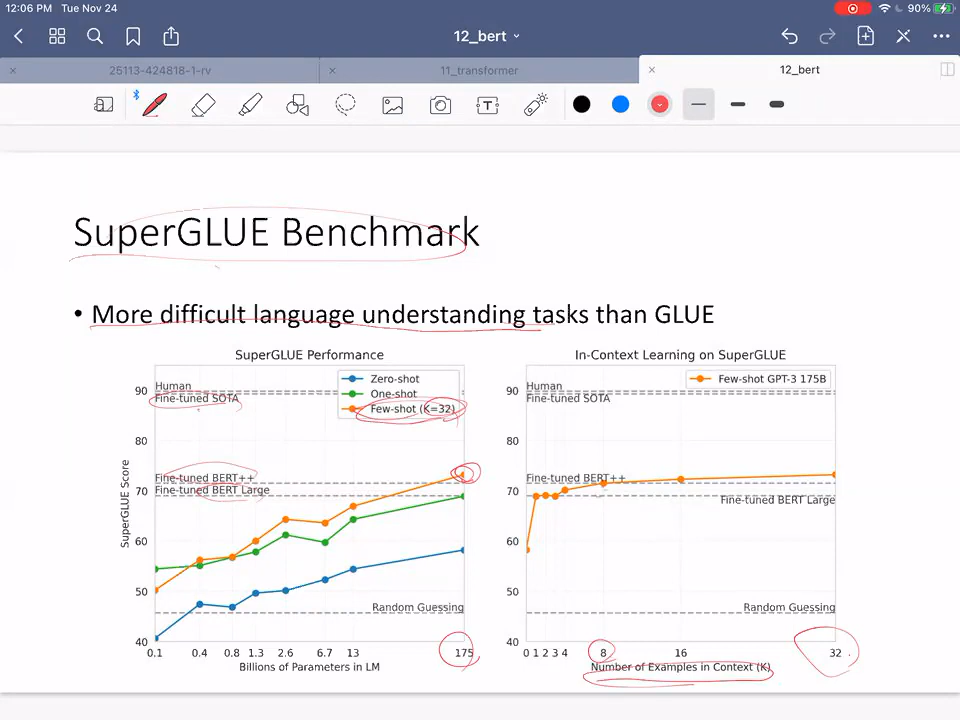 12:06 PM Tue Nov 24
90%
12_bert
25113-424818-1-rv
11_transformer
12_bert
SuperGLUE Benchmark
• More difficult language understanding tasks than GLUE
SuperGLUE Performance
Human
Fine-tuned SOTA
Zero-shot
One-shot
Few-shot (K=32)
Fine-tuned BERT++
Fine-tuned BERT Large
Random Guessing
SuperGLUE Score
90
80
70
60
50
40
0.1 0.4 0.8 1.3 2.6 6.7 13 175
Billions of Parameters in LM
In-Context Learning on SuperGLUE
Human
Fine-tuned SOTA
Few-shot GPT-3 175B
Fine-tuned BERT++
Fine-tuned BERT Large
Random Guessing
90
80
70
60
50
40
0 1 2 3 4 8 16 32
Number of Examples in Context (K)